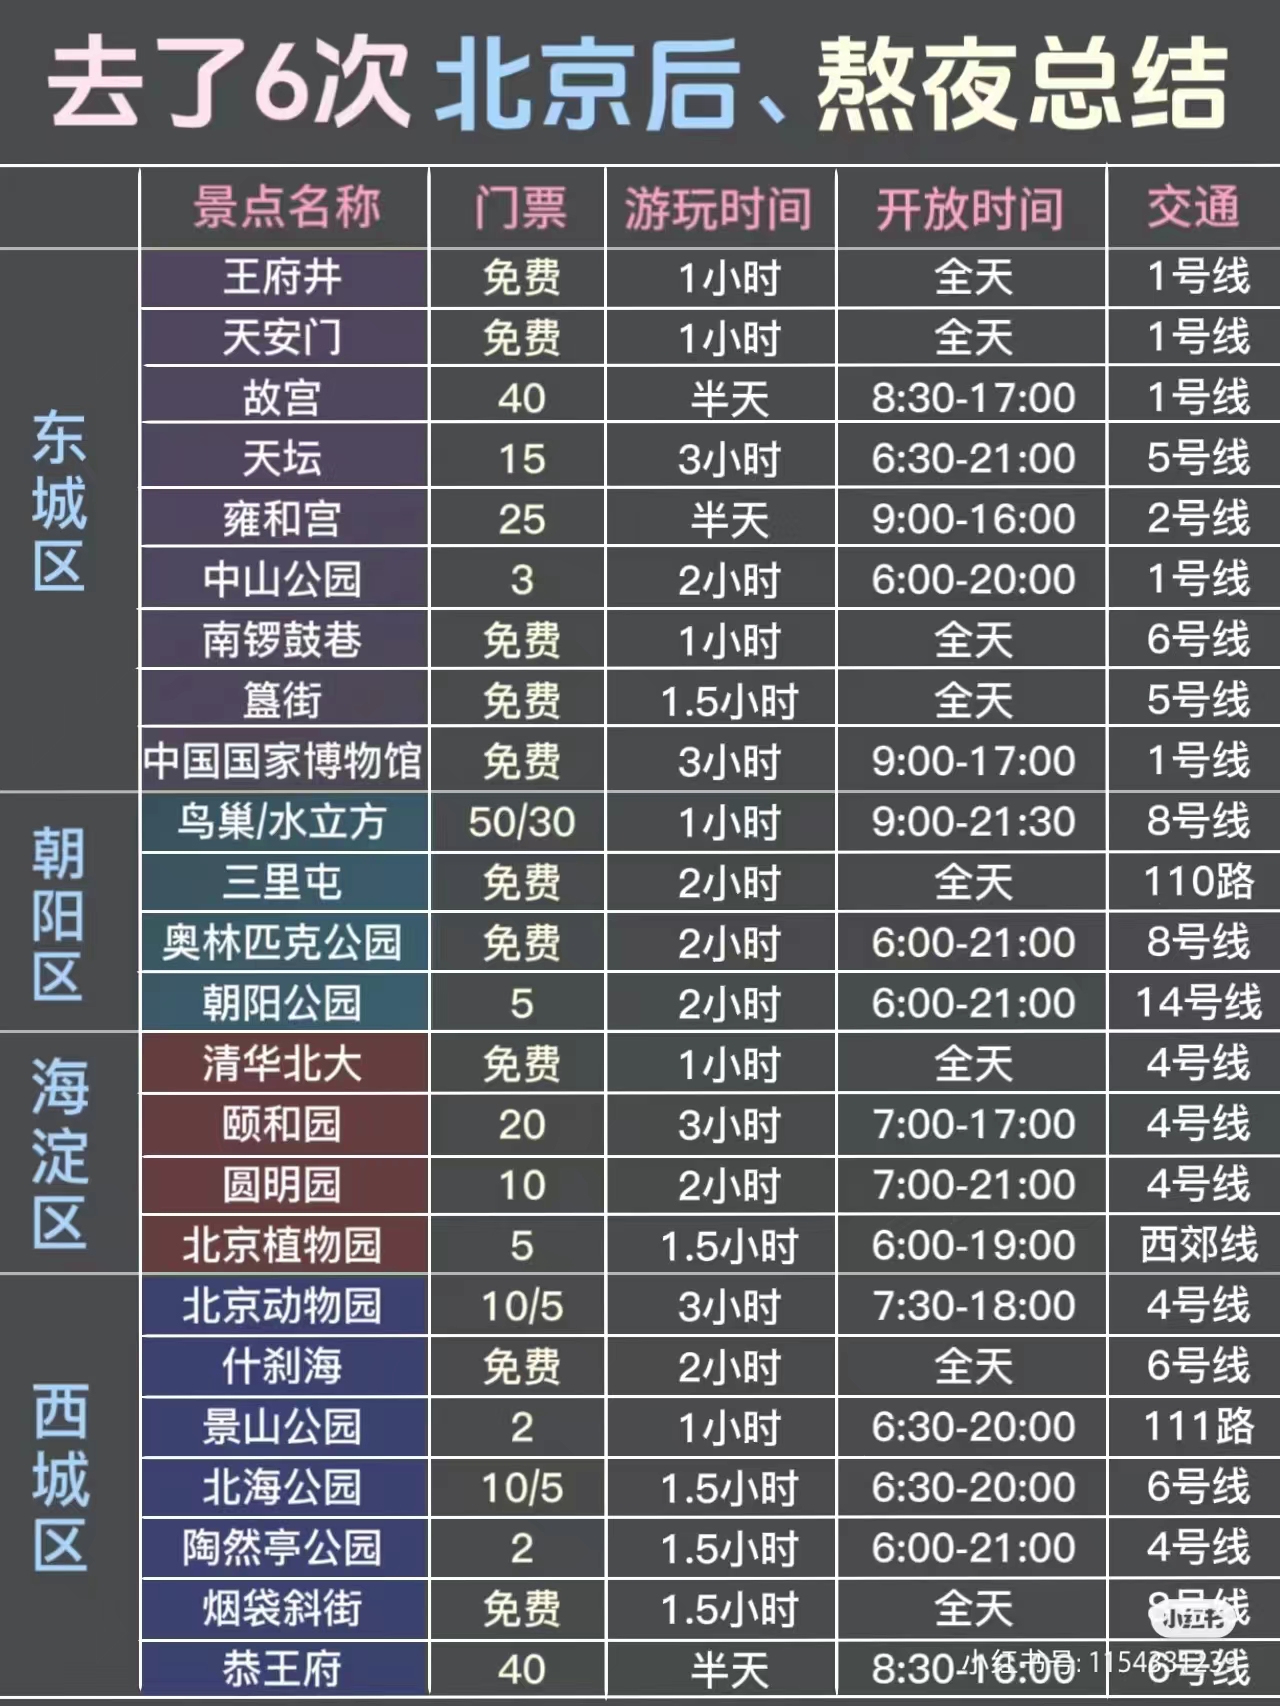 去了6次北京后、熬夜总结
景点名称 门票 游玩时间 开放时间 交通
东城区
王府井 免费 1小时 全天 1号线
天安门 免费 1小时 全天 1号线
故宫 40 半天 8:30-17:00 1号线
天坛 15 3小时 6:30-21:00 5号线
雍和宫 25 半天 9:00-16:00 2号线
中山公园 3 2小时 6:00-20:00 1号线
南锣鼓巷 免费 1小时 全天 6号线
簋街 免费 1.5小时 全天 5号线
中国国家博物馆 免费 3小时 9:00-17:00 1号线
朝阳区
鸟巢/水立方 50/30 1小时 9:00-21:30 8号线
三里屯 免费 2小时 全天 110路
奥林匹克公园 免费 2小时 6:00-21:00 8号线
朝阳公园 5 2小时 6:00-21:00 14号线
海淀区
清华北大 免费 1小时 全天 4号线
颐和园 20 3小时 7:00-17:00 4号线
圆明园 10 2小时 7:00-21:00 4号线
北京植物园 5 1.5小时 6:00-19:00 西郊线
西城区
北京动物园 10/5 3小时 7:30-18:00 4号线
什刹海 免费 2小时 全天 6号线
景山公园 2 1小时 6:30-20:00 111路
北海公园 10/5 1.5小时 6:30-20:00 6号线
陶然亭公园 2 1.5小时 6:00-21:00 4号线
烟袋斜街 免费 1.5小时 全天 8号线
小红书
恭王府 40 半天 8:30-16:00 6号线
小红书号: